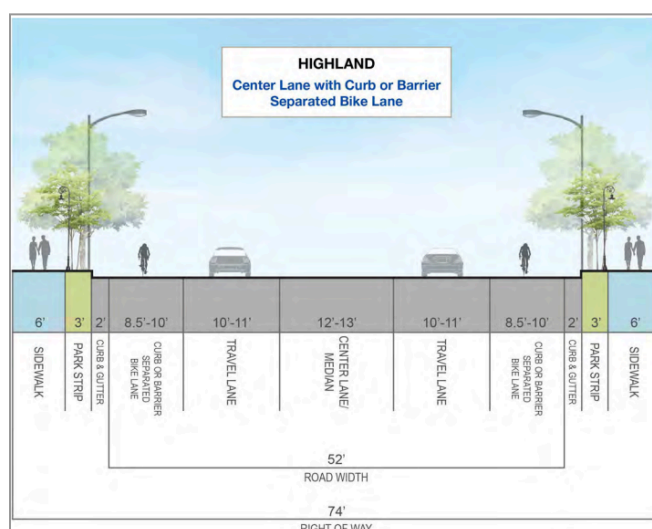 HIGHLAND
Center Lane with Curb or Barrier
Separated Bike Lane
6' 3' 2' 8.5'-10' 10'-11' 12'-13' 10'-11' 8.5'-10' 2' 3' 6'
SIDEWALK
PARK STRIP
CURB & GUTTER
CURB OR BARRIER
SEPARATED
BIKE LANE
TRAVEL LANE
CENTER LANE/
MEDIAN
TRAVEL LANE
CURB OR BARRIER
SEPARATED
BIKE LANE
CURB & GUTTER
PARK STRIP
SIDEWALK
52'
ROAD WIDTH
74'
RIGHT OF WAY